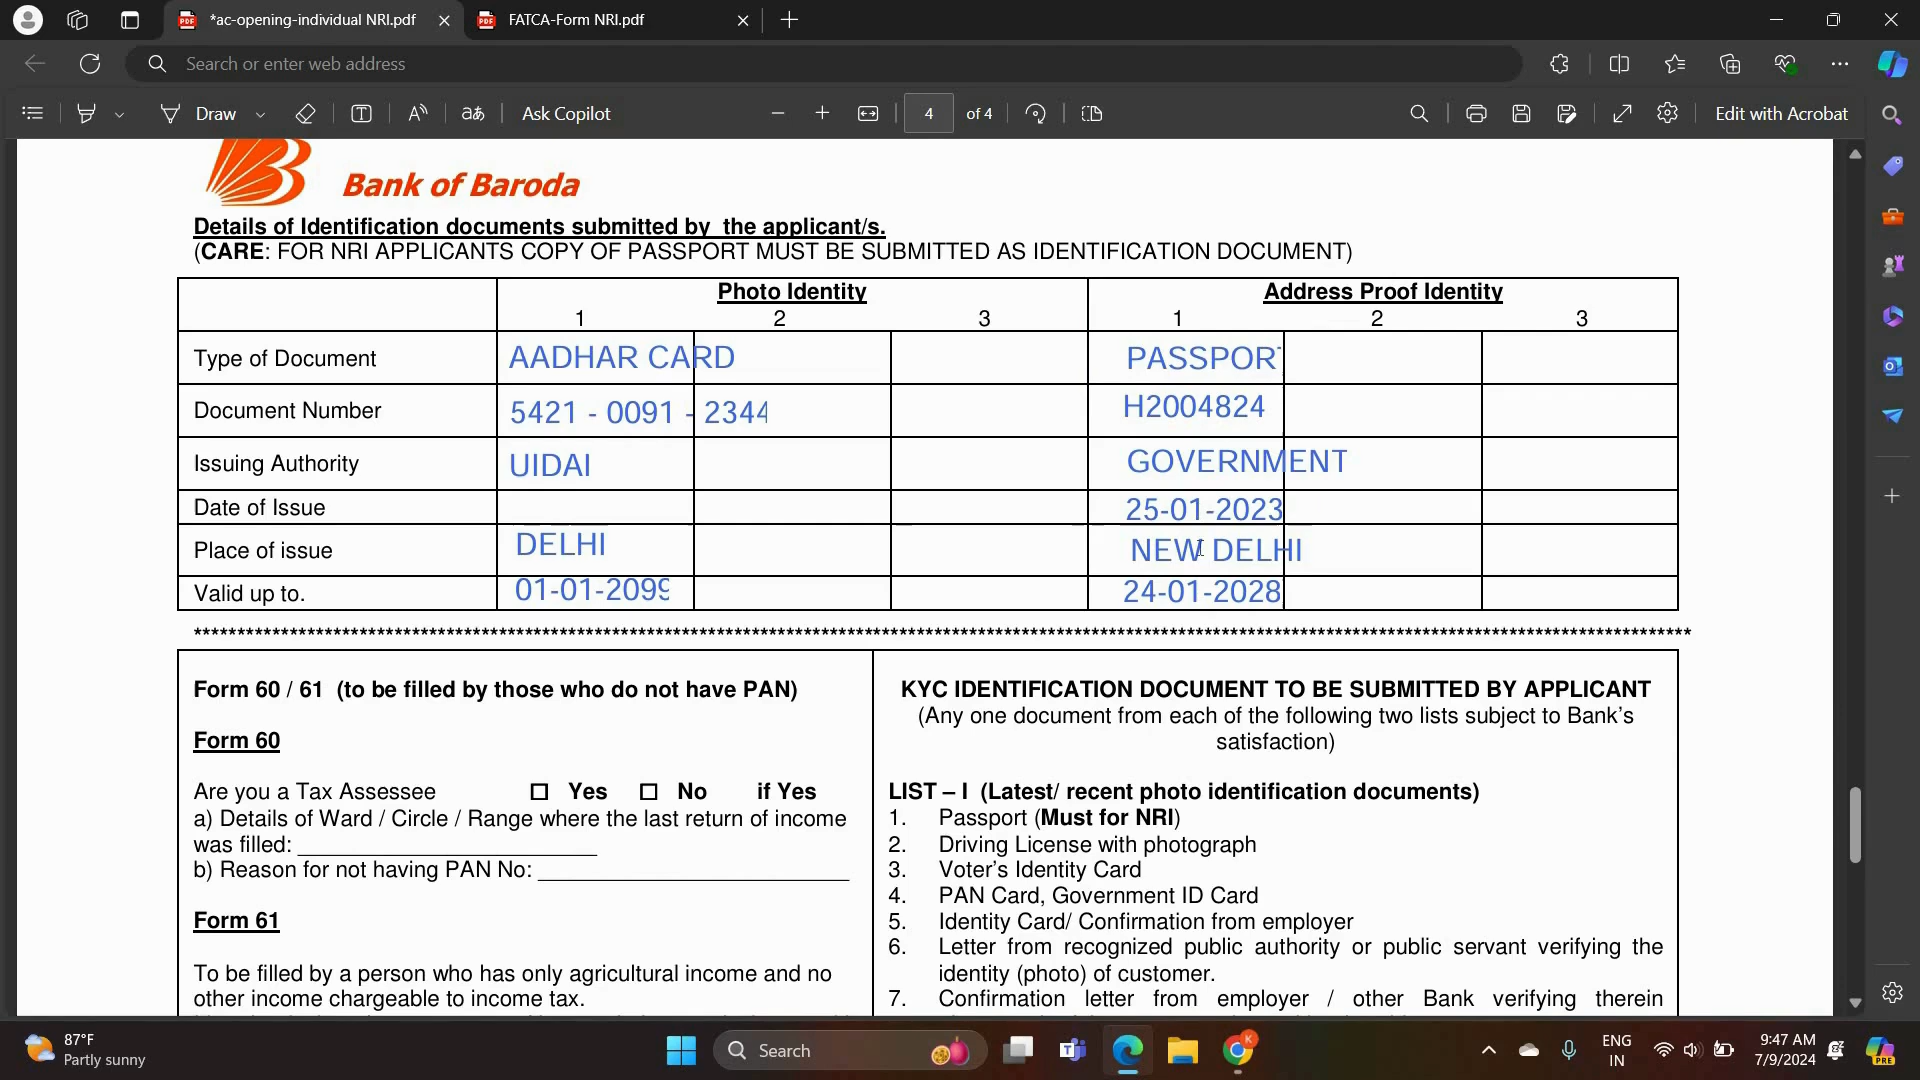 *ac-opening-individual NRI.pdf
FATCA-Form NRI.pdf
Search or enter web address
Draw
Ask Copilot
4 of 4
Edit with Acrobat
Bank of Baroda
Details of Identification documents submitted by the applicant/s.
(CARE: FOR NRI APPLICANTS COPY OF PASSPORT MUST BE SUBMITTED AS IDENTIFICATION DOCUMENT)
Photo Identity Address Proof Identity
1 2 3 1 2 3
Type of Document AADHAR CARD PASSPORT
Document Number 5421 - 0091 - 2344 H2004824
Issuing Authority UIDAI GOVERNMENT
Date of Issue 25-01-2023
Place of issue DELHI NEW DELHI
Valid up to. 01-01-2099 24-01-2028
Form 60 / 61 (to be filled by those who do not have PAN)
Form 60
Are you a Tax Assessee Yes No if Yes
a) Details of Ward / Circle / Range where the last return of income
was filled:
b) Reason for not having PAN No:
Form 61
To be filled by a person who has only agricultural income and no
other income chargeable to income tax.
KYC IDENTIFICATION DOCUMENT TO BE SUBMITTED BY APPLICANT
(Any one document from each of the following two lists subject to Bank's
satisfaction)
LIST – I (Latest/ recent photo identification documents)
1. Passport (Must for NRI)
2. Driving License with photograph
3. Voter's Identity Card
4. PAN Card, Government ID Card
5. Identity Card/ Confirmation from employer
6. Letter from recognized public authority or public servant verifying the
identity (photo) of customer.
7. Confirmation letter from employer / other Bank verifying therein
87°F
Partly sunny
Search
ENG
IN
9:47 AM
7/9/2024